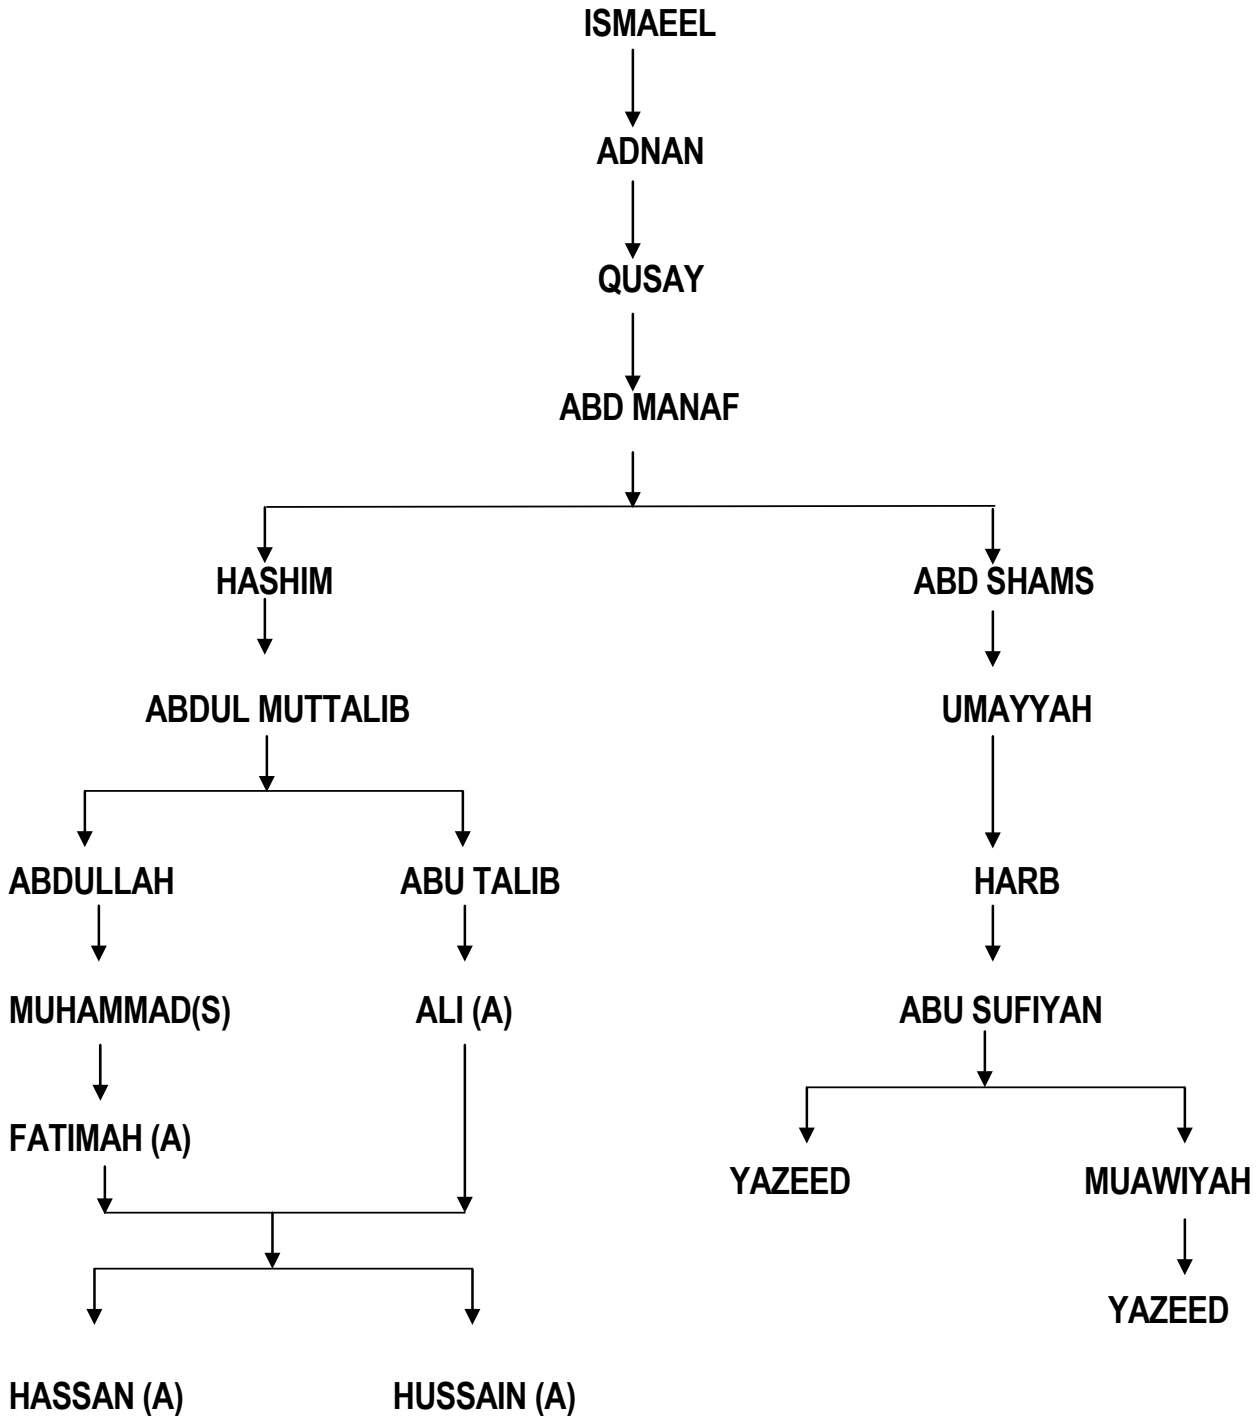 ISMAEEL
ADNAN
QUSAY
ABD MANAF
HASHIM ABD SHAMS
ABDUL MUTTALIB UMAYYAH
ABDULLAH ABU TALIB HARB
MUHAMMAD(S) ALI (A) ABU SUFIYAN
FATIMAH (A)
YAZEED MUAWIYAH
YAZEED
HASSAN (A) HUSSAIN (A)